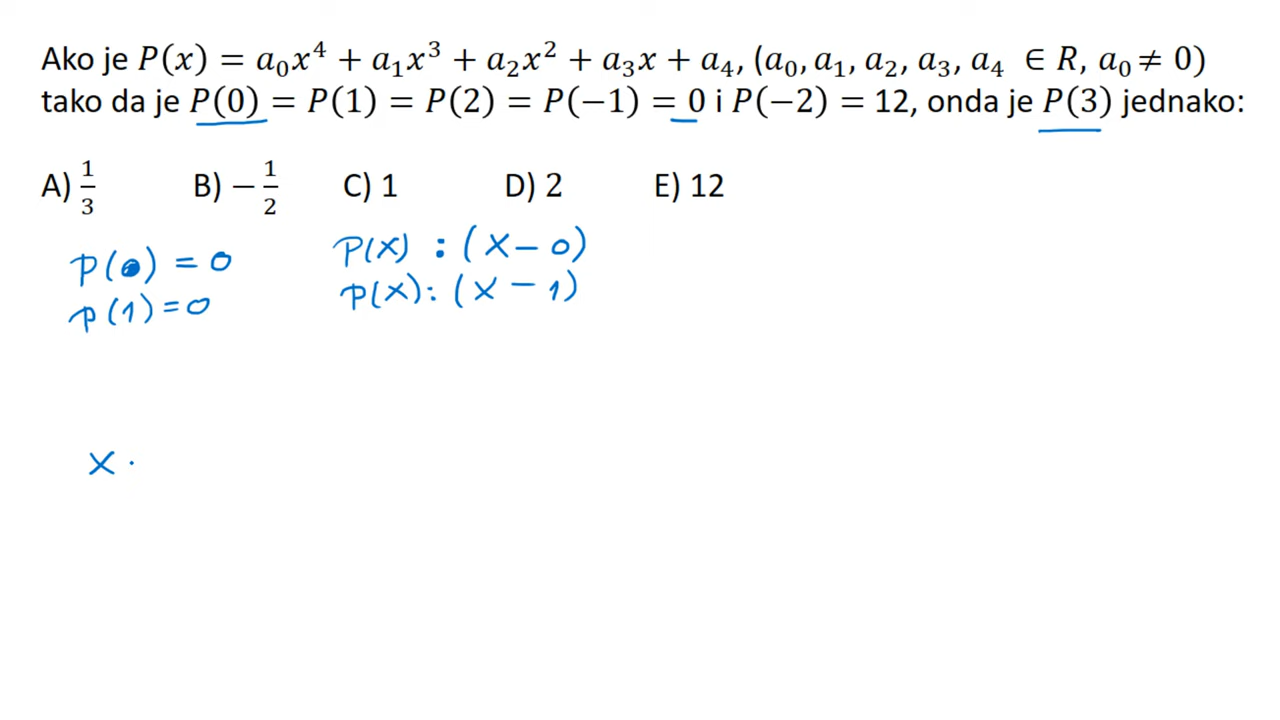 Ako je P(x) = a₀x⁴ + a₁x³ + a₂x² + a₃x + a₄, (a₀, a₁, a₂, a₃, a₄ ∈ R, a₀ ≠ 0)
tako da je P(0) = P(1) = P(2) = P(−1) = 0 i P(−2) = 12, onda je P(3) jednako:
A) 1/3 B) −1/2 C) 1 D) 2 E) 12
P(0) = 0 P(x) : (x − 0)
P(1) = 0 P(x) : (x − 1)
x ·